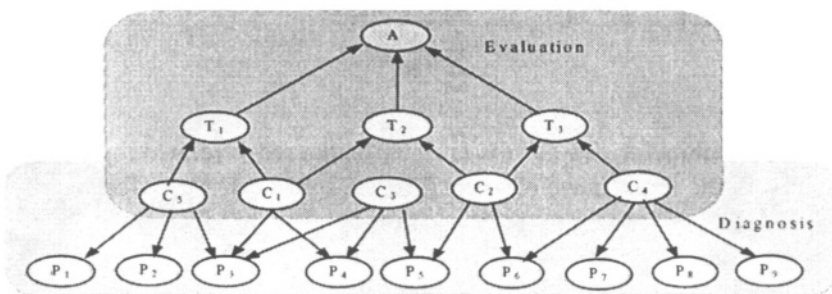 A
Evaluation
T1 T2 T3
C5 C1 C3 C2 C4
Diagnosis
P1 P2 P3 P4 P5 P6 P7 P8 P9